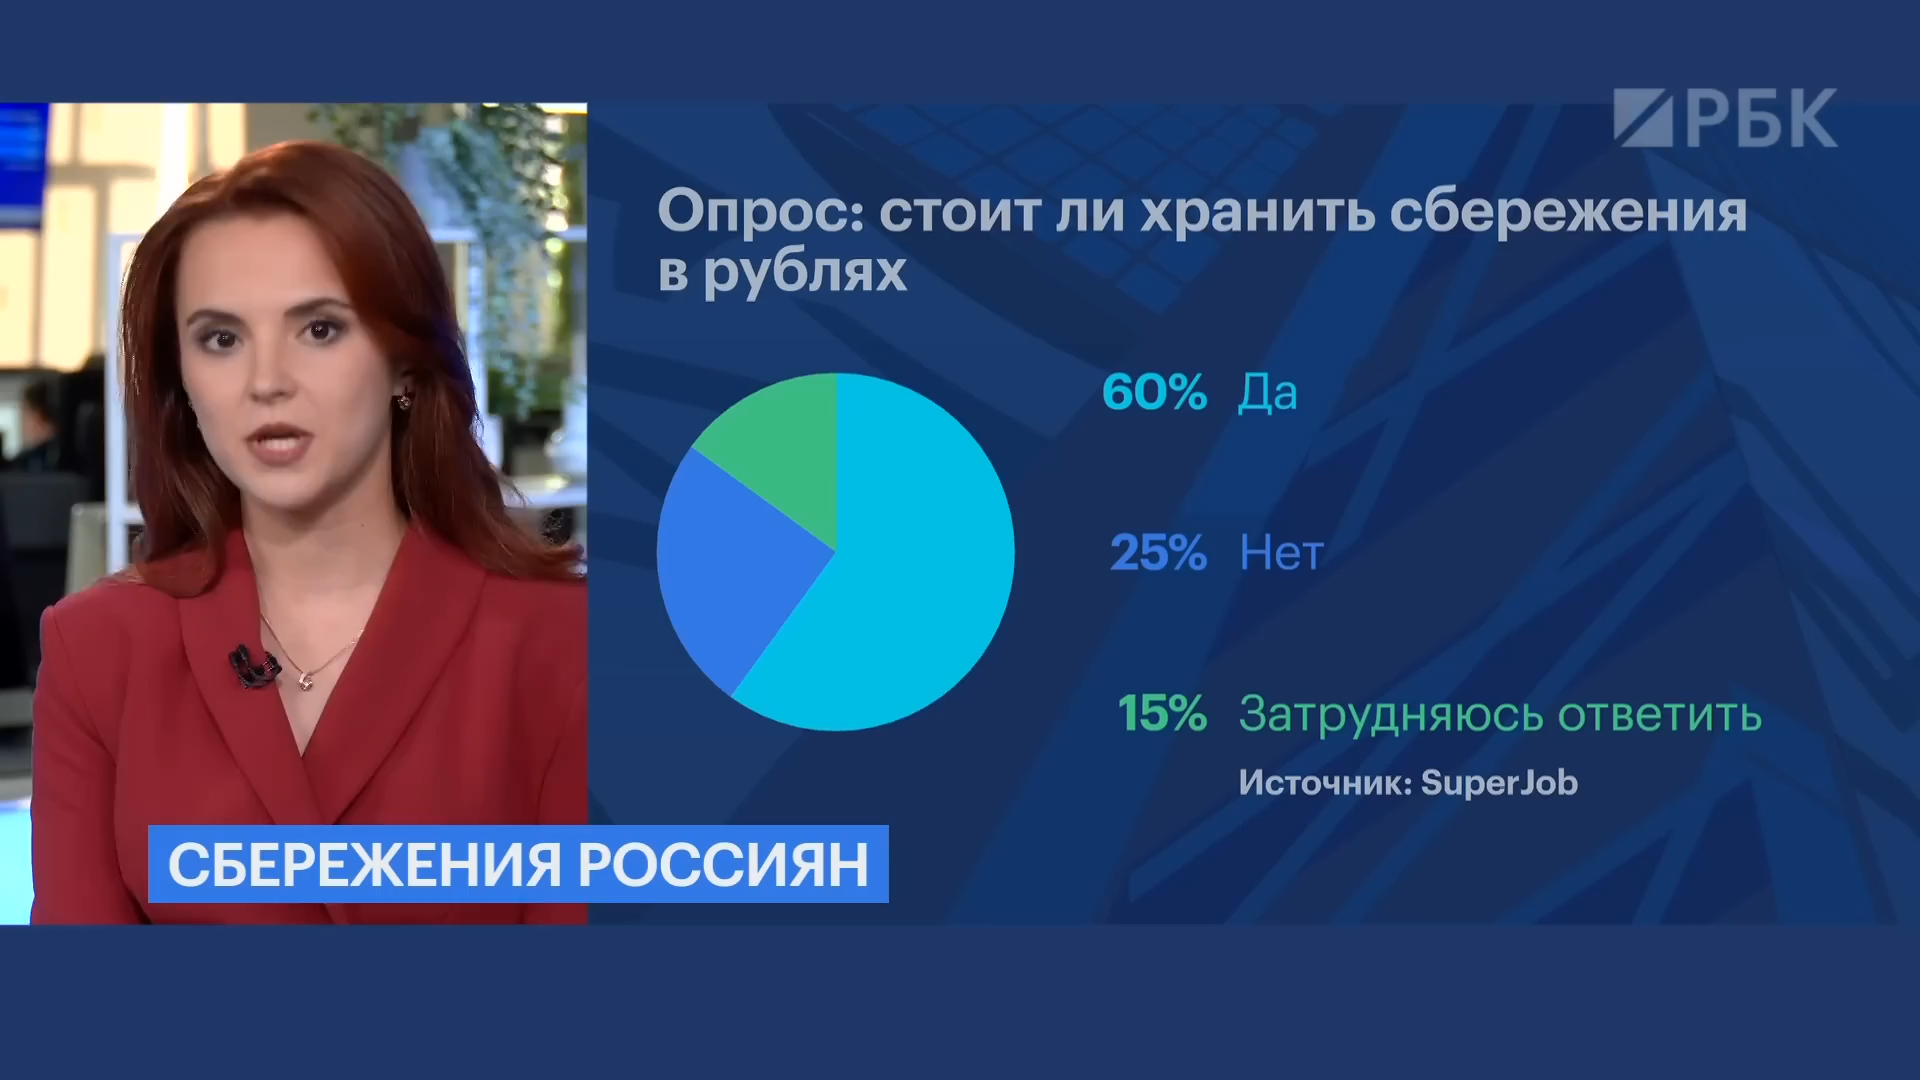 РБК
Опрос: стоит ли хранить сбережения
в рублях
60% Да
25% Нет
15% Затрудняюсь ответить
Источник: SuperJob
СБЕРЕЖЕНИЯ РОССИЯН